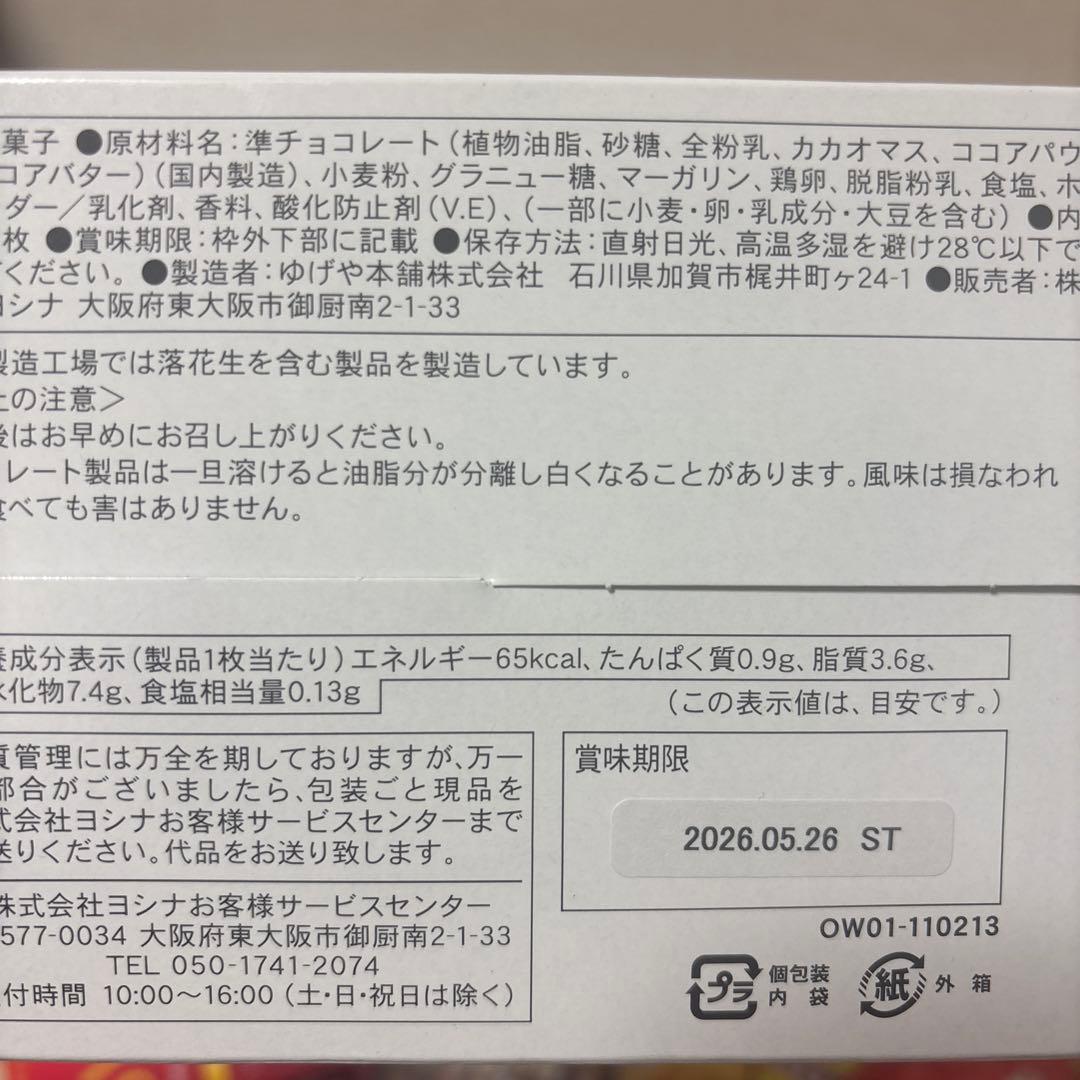 菓子 ●原材料名：準チョコレート（植物油脂、砂糖、全粉乳、カカオマス、ココアパウ
コアバター）（国内製造）、小麦粉、グラニュー糖、マーガリン、鶏卵、脱脂粉乳、食塩、ホ
ダー／乳化剤、香料、酸化防止剤（V.E）、（一部に小麦・卵・乳成分・大豆を含む） ●内
枚 ●賞味期限：枠外下部に記載 ●保存方法：直射日光、高温多湿を避け28℃以下で
ください。 ●製造者：ゆげや本舗株式会社 石川県加賀市梶井町ヶ24-1 ●販売者：株
ヨシナ 大阪府東大阪市御厨南2-1-33
製造工場では落花生を含む製品を製造しています。
上の注意＞
後はお早めにお召し上がりください。
レート製品は一旦溶けると油脂分が分離し白くなることがあります。風味は損なわれ
食べても害はありません。
養成分表示（製品1枚当たり）エネルギー65kcal、たんぱく質0.9g、脂質3.6g、
水化物7.4g、食塩相当量0.13g
（この表示値は、目安です。）
質管理には万全を期しておりますが、万一
部合がございましたら、包装ごと現品を
式会社ヨシナお客様サービスセンターまで
送りください。代品をお送り致します。
株式会社ヨシナお客様サービスセンター
577-0034 大阪府東大阪市御厨南2-1-33
TEL 050-1741-2074
付時間 10:00〜16:00（土・日・祝日は除く）
賞味期限
2026.05.26 ST
OW01-110213
プラ 個包装 内袋
紙 外箱